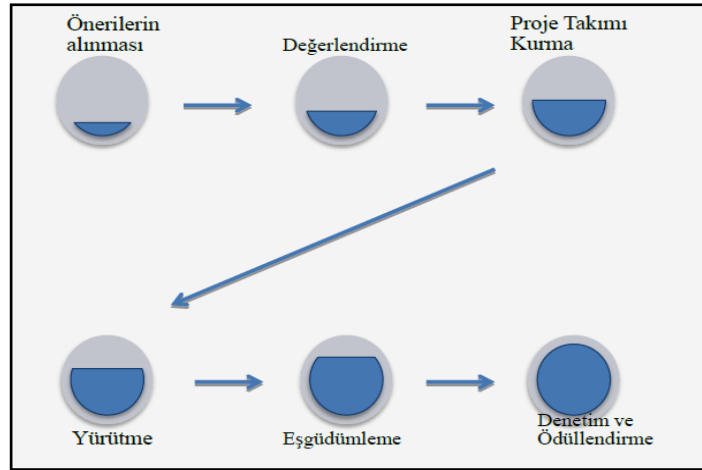 Önerilerin
alınması
Değerlendirme
Proje Takımı
Kurma
Yürütme
Eşgüdümleme
Denetim ve
Ödüllendirme